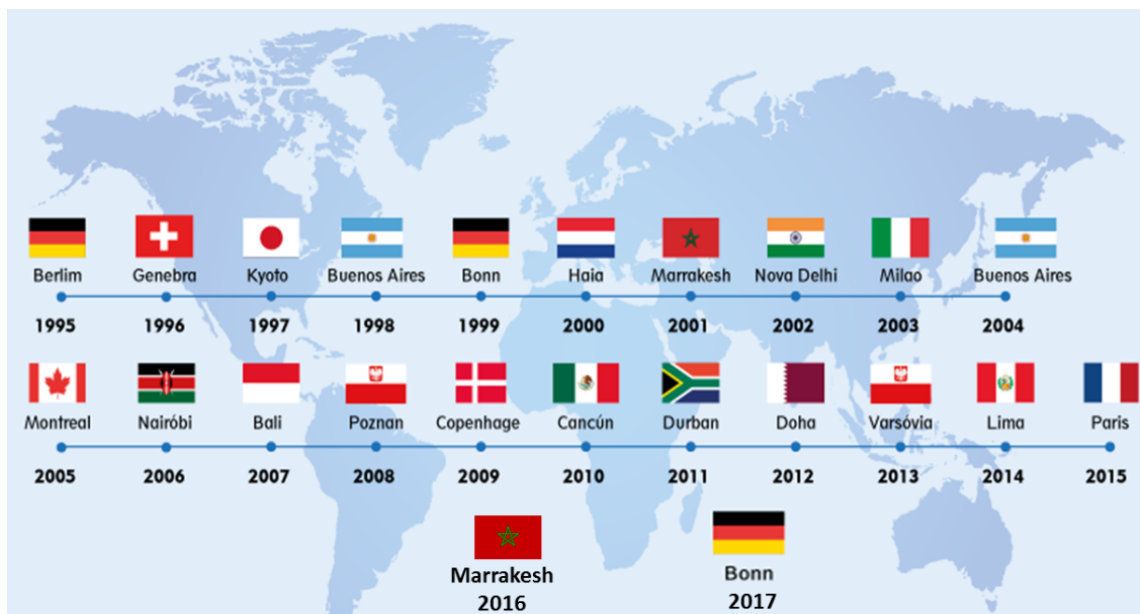 Berlim Genebra Kyoto Buenos Aires Bonn Haia Marrakesh Nova Delhi Milao Buenos Aires
1995 1996 1997 1998 1999 2000 2001 2002 2003 2004
Montreal Nairóbi Bali Poznan Copenhage Cancún Durban Doha Varsóvia Lima Paris
2005 2006 2007 2008 2009 2010 2011 2012 2013 2014 2015
Marrakesh Bonn
2016 2017